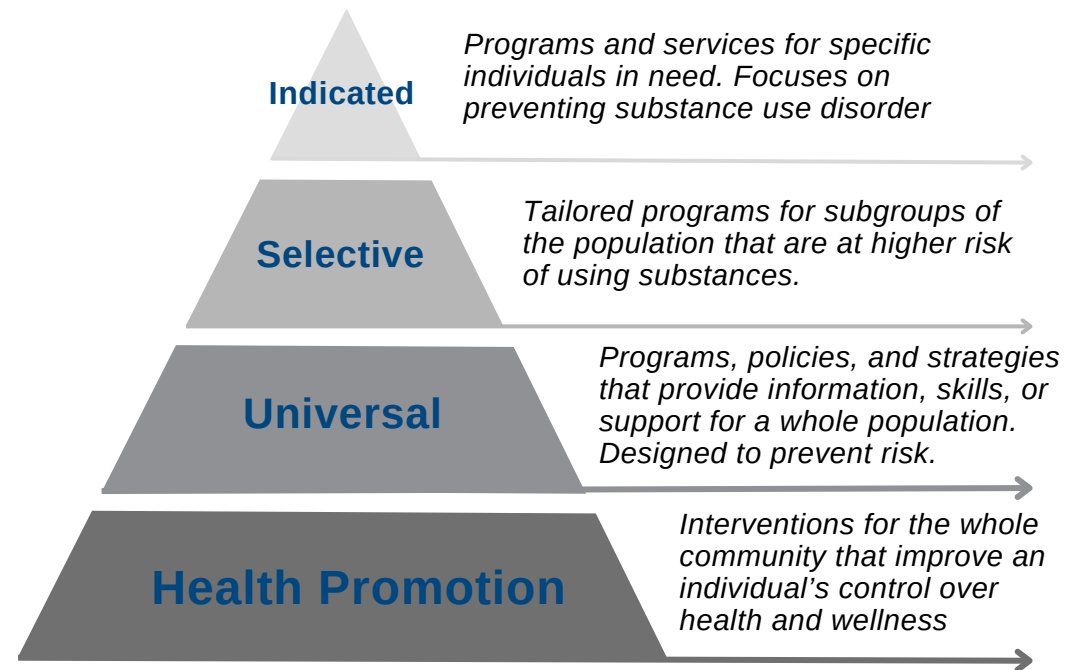 Indicated
Programs and services for specific
individuals in need. Focuses on
preventing substance use disorder
Selective
Tailored programs for subgroups of
the population that are at higher risk
of using substances.
Universal
Programs, policies, and strategies
that provide information, skills, or
support for a whole population.
Designed to prevent risk.
Health Promotion
Interventions for the whole
community that improve an
individual’s control over
health and wellness